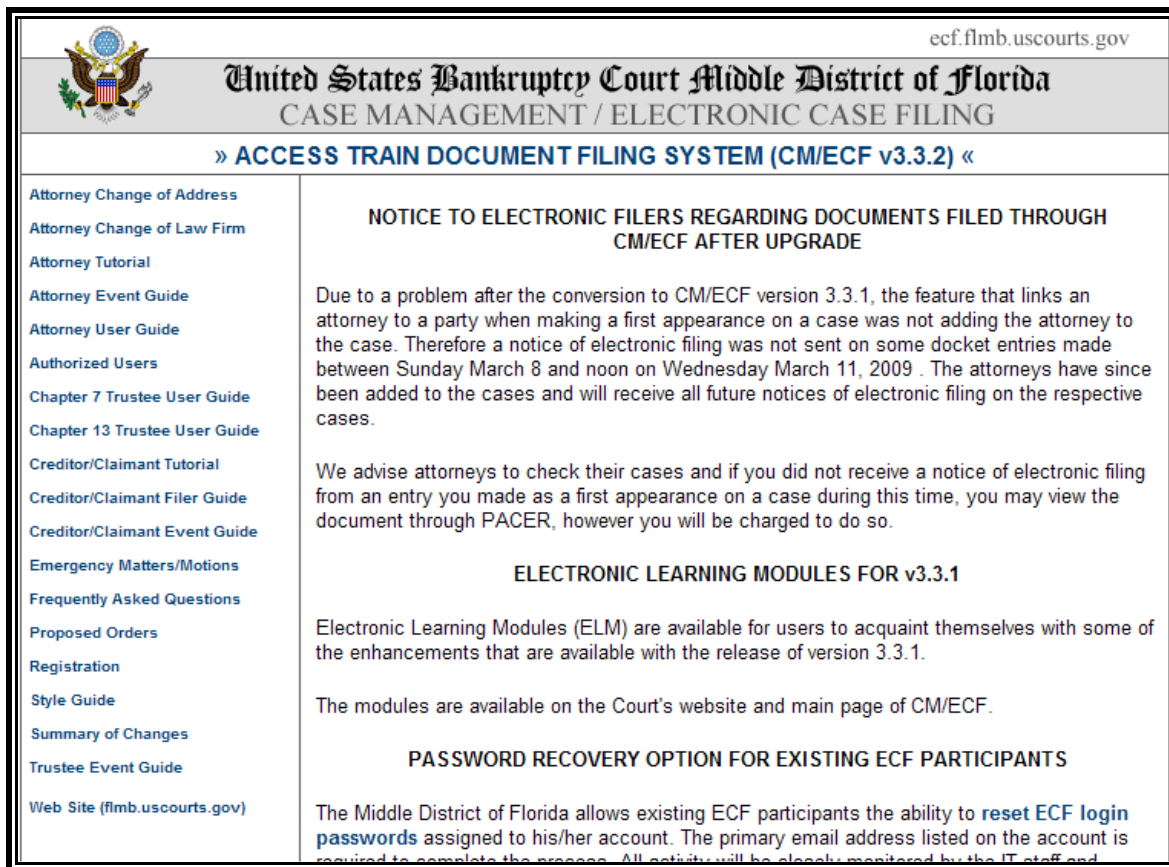 ecf.flmb.uscourts.gov
United States Bankruptcy Court Middle District of Florida
CASE MANAGEMENT / ELECTRONIC CASE FILING
» ACCESS TRAIN DOCUMENT FILING SYSTEM (CM/ECF v3.3.2) «
Attorney Change of Address
Attorney Change of Law Firm
Attorney Tutorial
Attorney Event Guide
Attorney User Guide
Authorized Users
Chapter 7 Trustee User Guide
Chapter 13 Trustee User Guide
Creditor/Claimant Tutorial
Creditor/Claimant Filer Guide
Creditor/Claimant Event Guide
Emergency Matters/Motions
Frequently Asked Questions
Proposed Orders
Registration
Style Guide
Summary of Changes
Trustee Event Guide
Web Site (flmb.uscourts.gov)
NOTICE TO ELECTRONIC FILERS REGARDING DOCUMENTS FILED THROUGH
CM/ECF AFTER UPGRADE
Due to a problem after the conversion to CM/ECF version 3.3.1, the feature that links an
attorney to a party when making a first appearance on a case was not adding the attorney to
the case. Therefore a notice of electronic filing was not sent on some docket entries made
between Sunday March 8 and noon on Wednesday March 11, 2009 . The attorneys have since
been added to the cases and will receive all future notices of electronic filing on the respective
cases.
We advise attorneys to check their cases and if you did not receive a notice of electronic filing
from an entry you made as a first appearance on a case during this time, you may view the
document through PACER, however you will be charged to do so.
ELECTRONIC LEARNING MODULES FOR v3.3.1
Electronic Learning Modules (ELM) are available for users to acquaint themselves with some of
the enhancements that are available with the release of version 3.3.1.
The modules are available on the Court's website and main page of CM/ECF.
PASSWORD RECOVERY OPTION FOR EXISTING ECF PARTICIPANTS
The Middle District of Florida allows existing ECF participants the ability to reset ECF login
passwords assigned to his/her account. The primary email address listed on the account is
required to complete the process. All activity will be closely monitored by the IT staff and